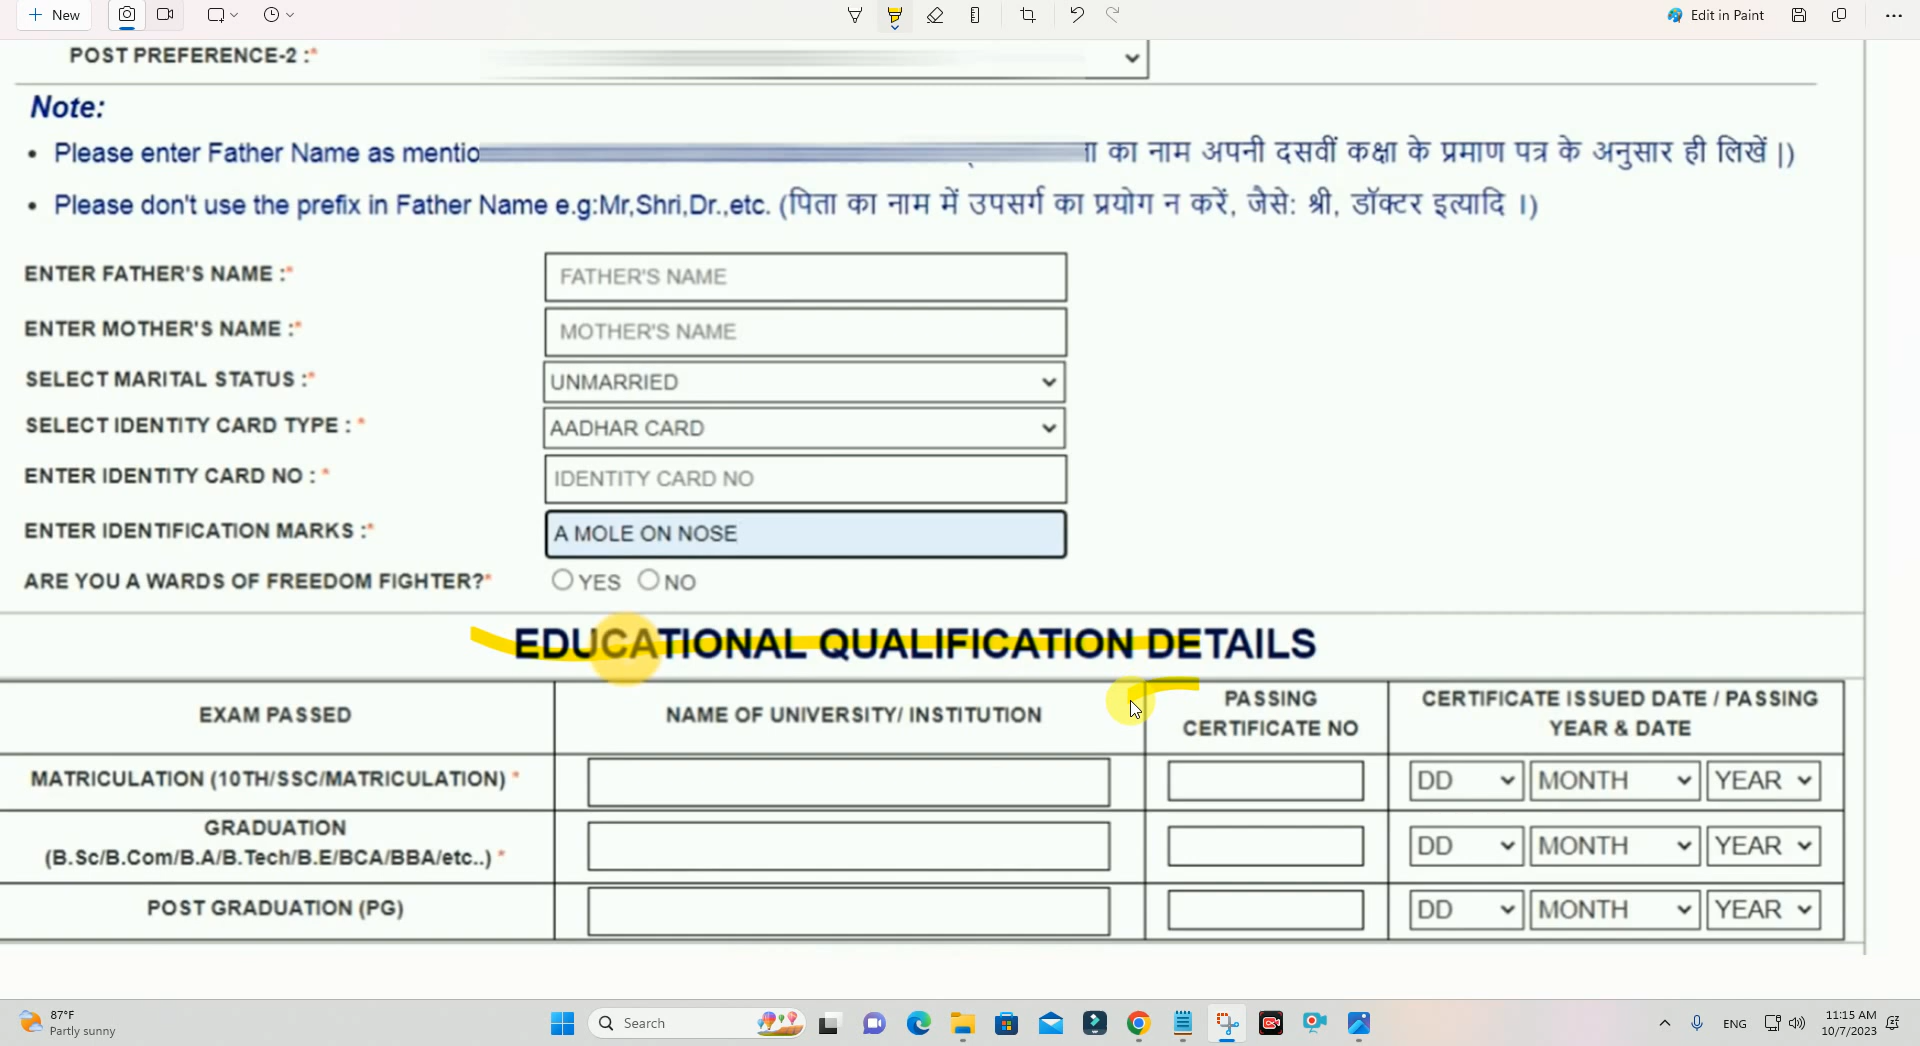 New
Edit in Paint
POST PREFERENCE-2 :*
Note:
• Please enter Father Name as mentio का नाम अपनी दसवीं कक्षा के प्रमाण पत्र के अनुसार ही लिखें |)
• Please don't use the prefix in Father Name e.g:Mr,Shri,Dr.,etc. (पिता का नाम में उपसर्ग का प्रयोग न करें, जैसे: श्री, डॉक्टर इत्यादि ।)
ENTER FATHER'S NAME :* FATHER'S NAME
ENTER MOTHER'S NAME :* MOTHER'S NAME
SELECT MARITAL STATUS :* UNMARRIED
SELECT IDENTITY CARD TYPE : * AADHAR CARD
ENTER IDENTITY CARD NO : * IDENTITY CARD NO
ENTER IDENTIFICATION MARKS :* A MOLE ON NOSE
ARE YOU A WARDS OF FREEDOM FIGHTER?* YES NO
EDUCATIONAL QUALIFICATION DETAILS
EXAM PASSED
NAME OF UNIVERSITY/ INSTITUTION
PASSING
CERTIFICATE NO
CERTIFICATE ISSUED DATE / PASSING
YEAR & DATE
MATRICULATION (10TH/SSC/MATRICULATION) * DD MONTH YEAR
GRADUATION
(B.Sc/B.Com/B.A/B.Tech/B.E/BCA/BBA/etc..) * DD MONTH YEAR
POST GRADUATION (PG) DD MONTH YEAR
87°F
Partly sunny
Search
ENG
11:15 AM
10/7/2023